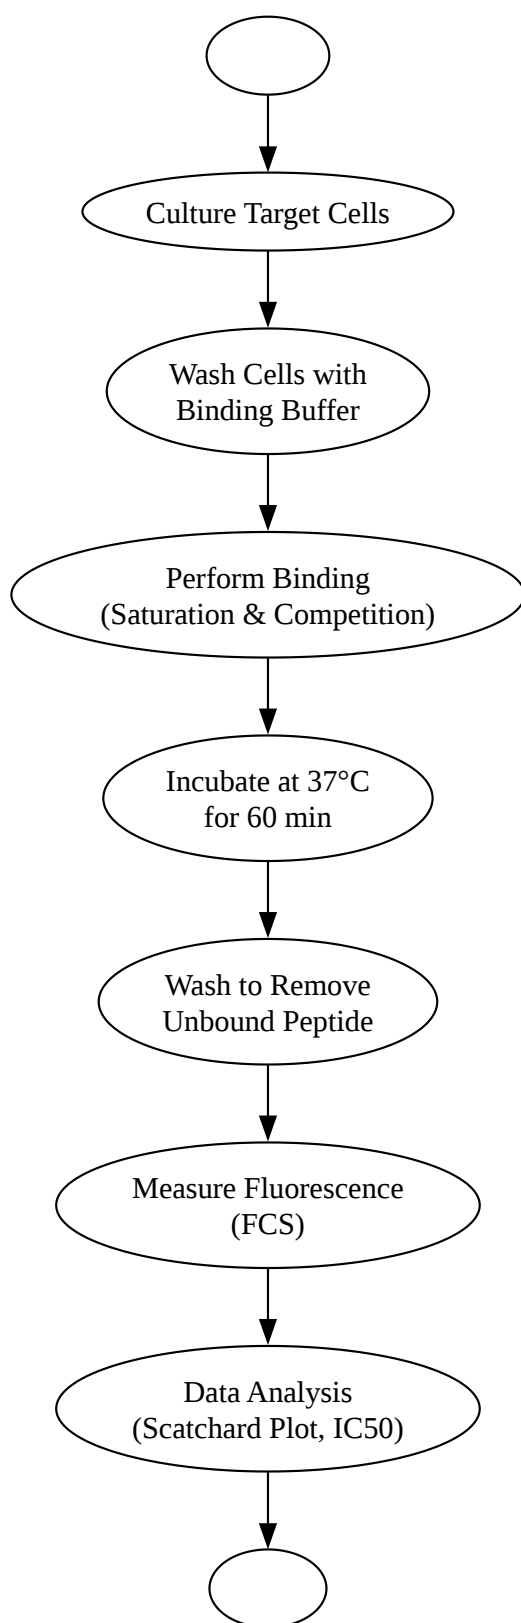 Culture Target Cells
Wash Cells with
Binding Buffer
Perform Binding
(Saturation & Competition)
Incubate at 37°C
for 60 min
Wash to Remove
Unbound Peptide
Measure Fluorescence
(FCS)
Data Analysis
(Scatchard Plot, IC50)